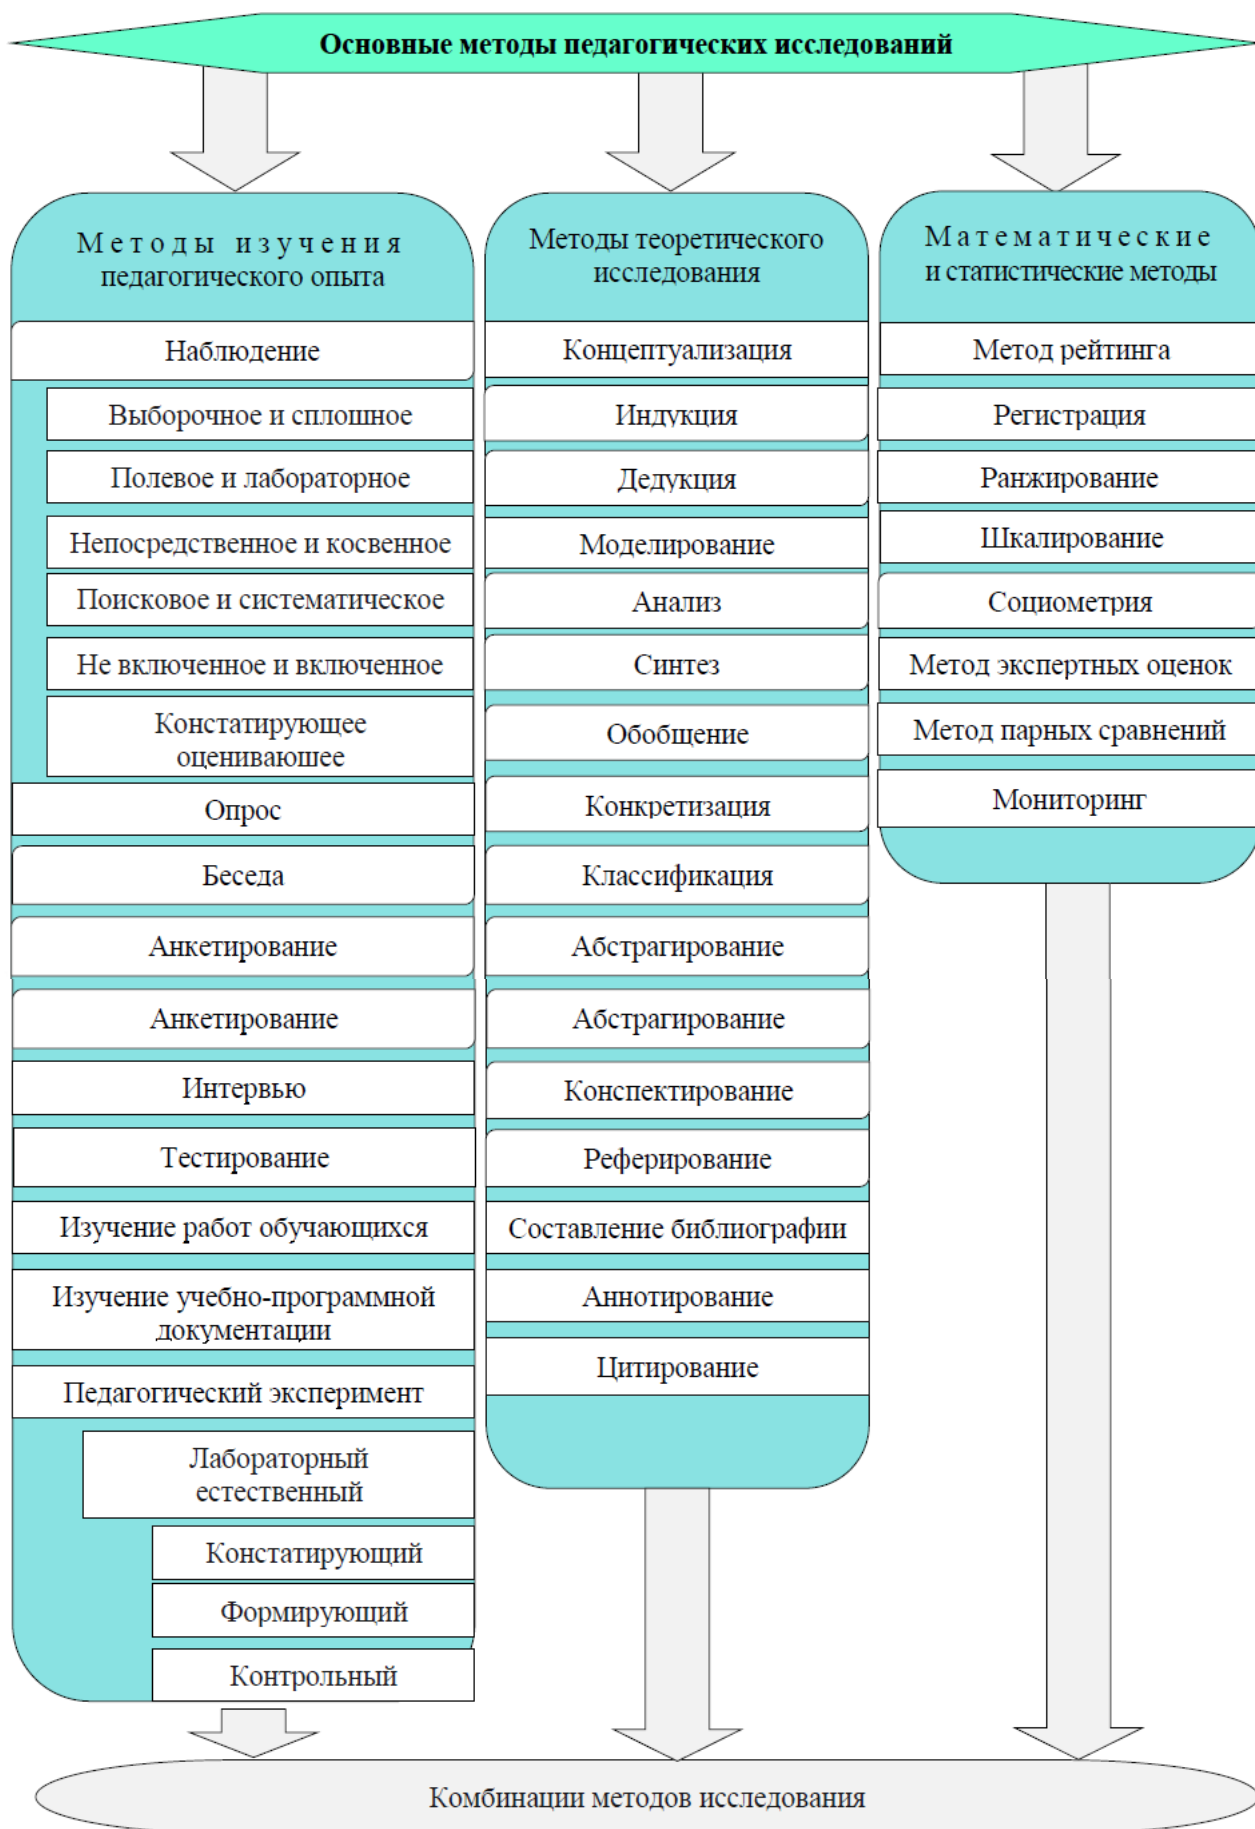 Основные методы педагогических исследований
Методы изучения
педагогического опыта
Наблюдение
Выборочное и сплошное
Полевое и лабораторное
Непосредственное и косвенное
Поисковое и систематическое
Не включенное и включенное
Констатирующее
оцениваюшее
Опрос
Беседа
Анкетирование
Анкетирование
Интервью
Тестирование
Изучение работ обучающихся
Изучение учебно-программной
документации
Педагогический эксперимент
Лабораторный
естественный
Констатирующий
Формирующий
Контрольный
Методы теоретического
исследования
Концептуализация
Индукция
Дедукция
Моделирование
Анализ
Синтез
Обобщение
Конкретизация
Классификация
Абстрагирование
Абстрагирование
Конспектирование
Реферирование
Составление библиографии
Аннотирование
Цитирование
Математические
и статистические методы
Метод рейтинга
Регистрация
Ранжирование
Шкалирование
Социометрия
Метод экспертных оценок
Метод парных сравнений
Мониторинг
Комбинации методов исследования